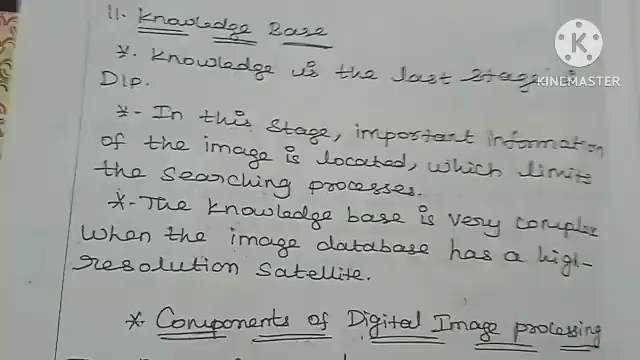 11. Knowledge Base
*. Knowledge is the last stage
DIP.
*- In this stage, important information
of the image is located, which limits
the searching processes.
*- The knowledge base is very complex
when the image database has a high-
resolution satellite.
* Components of Digital Image processing
KINEMASTER